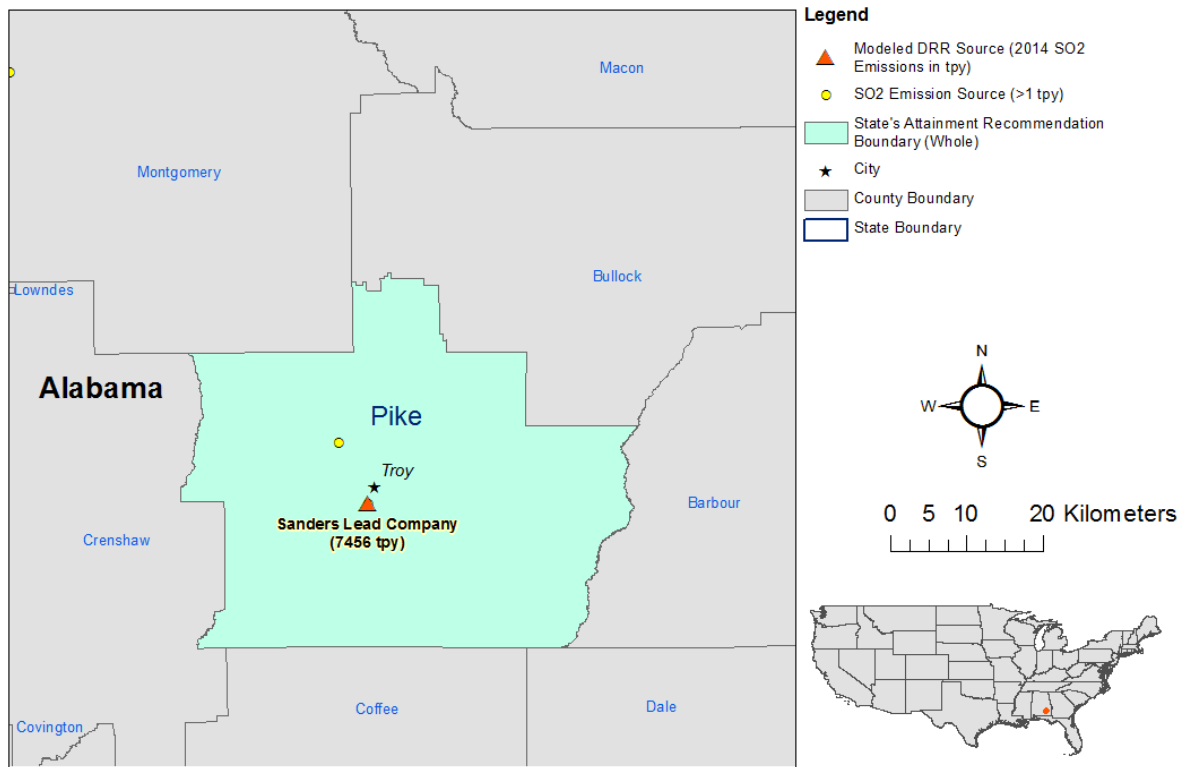 Macon
Montgomery
Bullock
Lowndes
Alabama
Pike
Troy
Sanders Lead Company
(7456 tpy)
Barbour
Crenshaw
Coffee
Dale
Covington
Legend
Modeled DRR Source (2014 SO2
Emissions in tpy)
SO2 Emission Source (>1 tpy)
State's Attainment Recommendation
Boundary (Whole)
City
County Boundary
State Boundary
N
W E
S
0 5 10 20 Kilometers